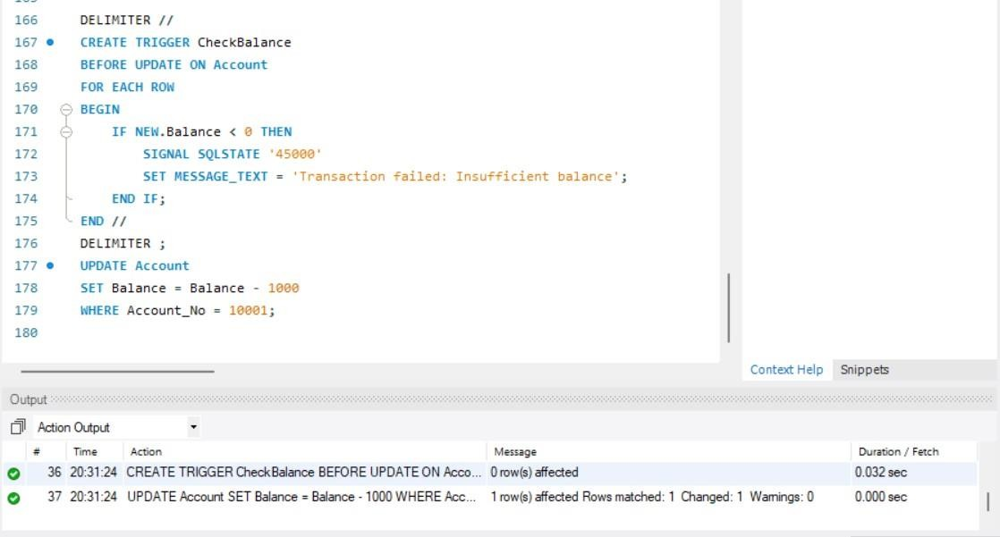 166 DELIMITER //
167 CREATE TRIGGER CheckBalance
168 BEFORE UPDATE ON Account
169 FOR EACH ROW
170 BEGIN
171 IF NEW.Balance < 0 THEN
172 SIGNAL SQLSTATE '45000'
173 SET MESSAGE_TEXT = 'Transaction failed: Insufficient balance';
174 END IF;
175 END //
176 DELIMITER ;
177 UPDATE Account
178 SET Balance = Balance - 1000
179 WHERE Account_No = 10001;
180
Context Help Snippets
Output
Action Output
# Time Action Message Duration / Fetch
36 20:31:24 CREATE TRIGGER CheckBalance BEFORE UPDATE ON Acco... 0 row(s) affected 0.032 sec
37 20:31:24 UPDATE Account SET Balance = Balance - 1000 WHERE Acc... 1 row(s) affected Rows matched: 1 Changed: 1 Warnings: 0 0.000 sec